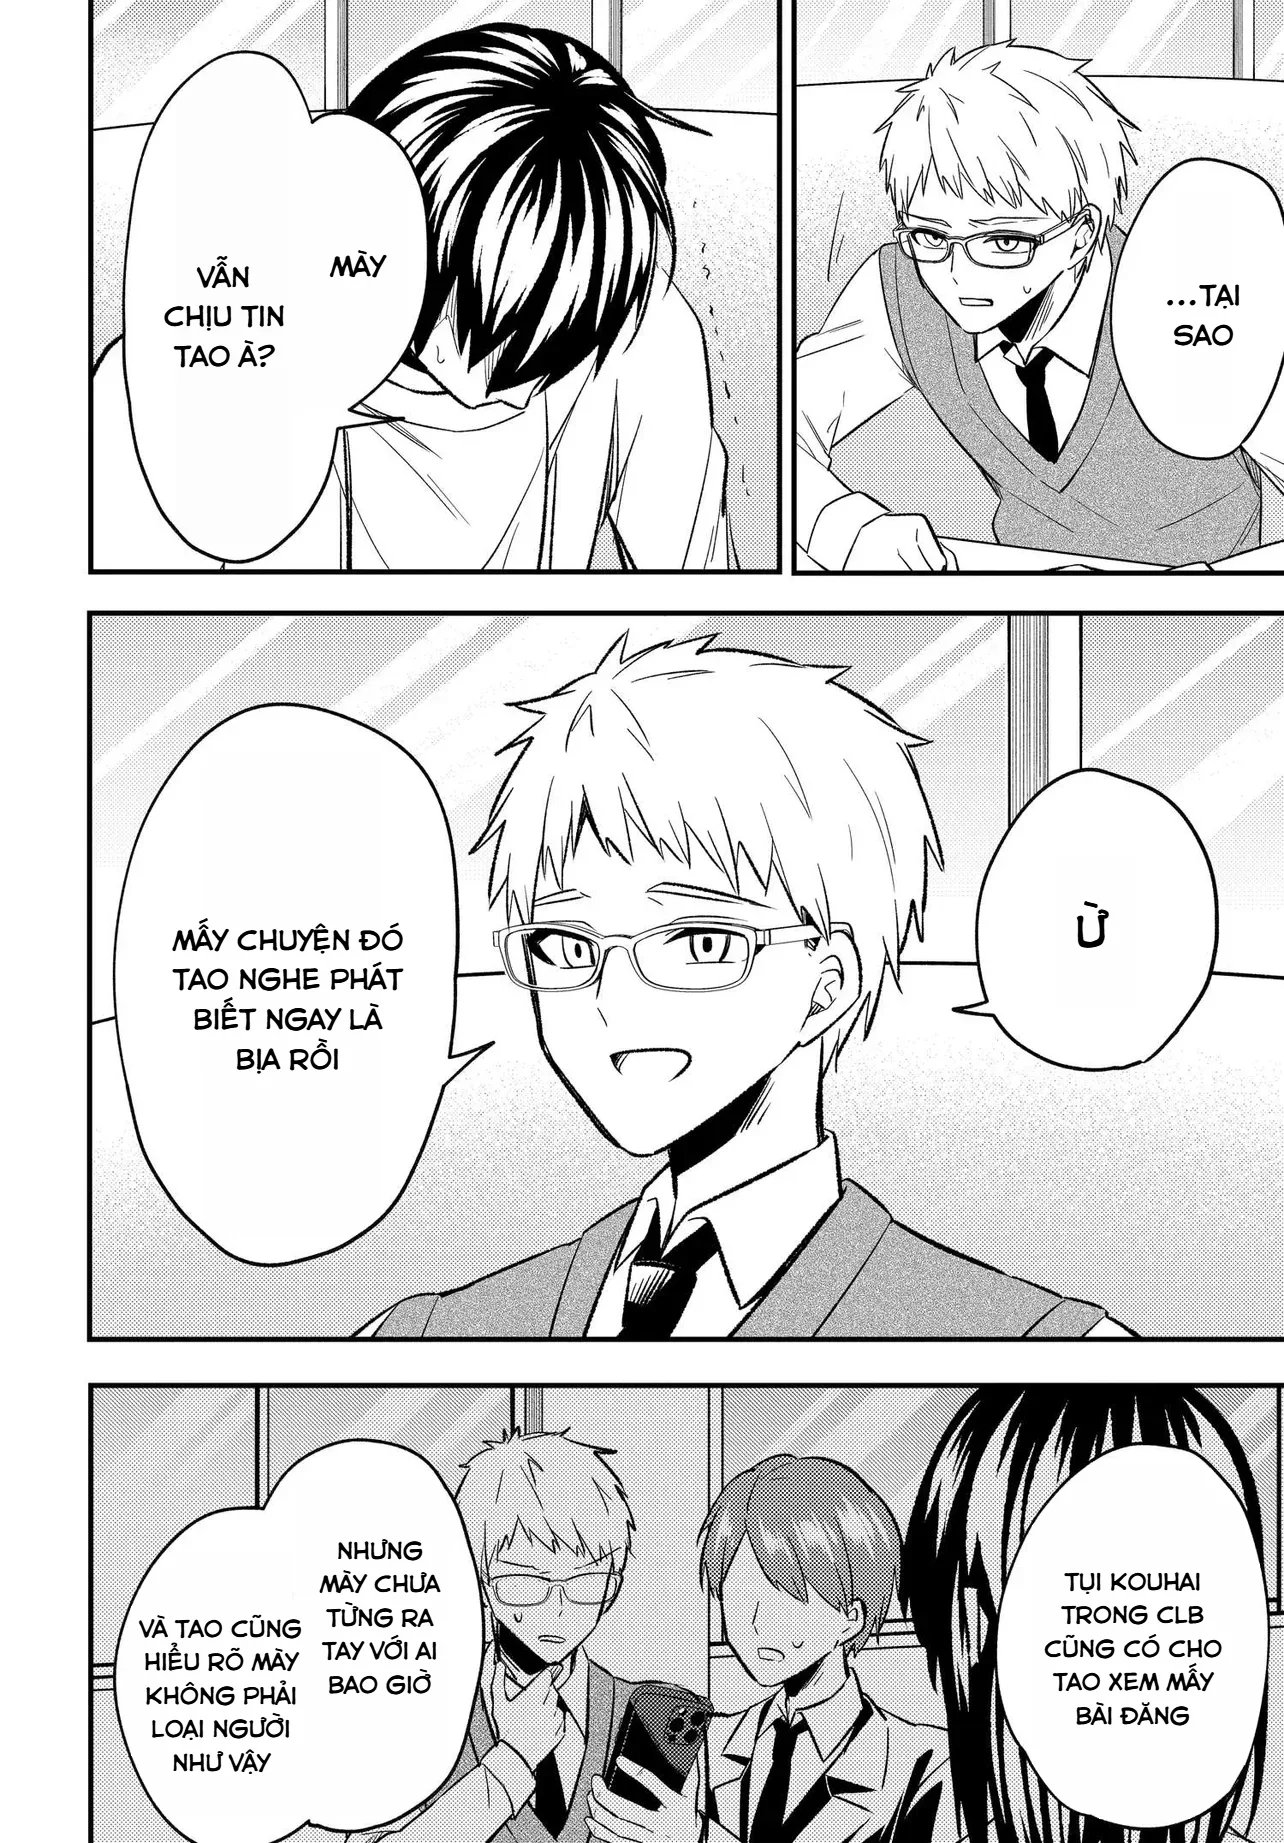 ...TẠI
SAO
MÀY
VẪN
CHỊU TIN
TAO À?
Ừ
MẤY CHUYỆN ĐÓ
TAO NGHE PHÁT
BIẾT NGAY LÀ
BỊA RỒI
TỤI KOUHAI
TRONG CLB
CŨNG CÓ CHO
TAO XEM MẤY
BÀI ĐĂNG
NHƯNG
MÀY CHƯA
TỪNG RA
TAY VỚI AI
BAO GIỜ
VÀ TAO CŨNG
HIỂU RÕ MÀY
KHÔNG PHẢI
LOẠI NGƯỜI
NHƯ VẬY